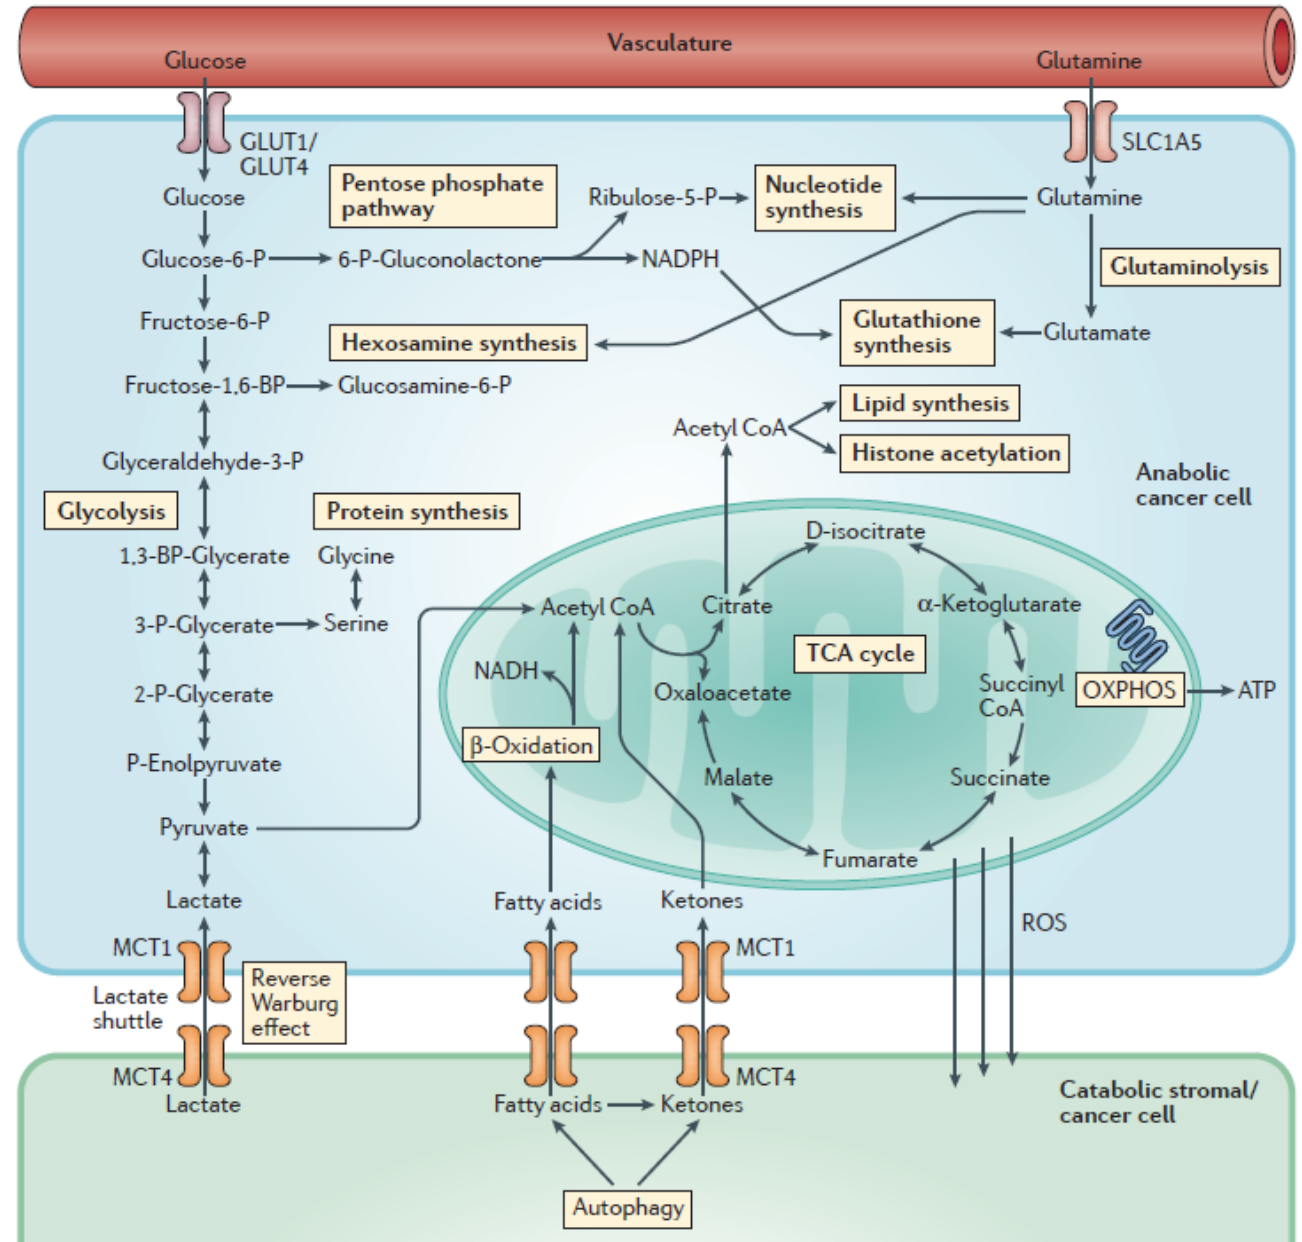 Vasculature
Glucose
Glutamine
GLUT1/
GLUT4
SLC1A5
Glucose
Pentose phosphate
pathway
Ribulose-5-P
Nucleotide
synthesis
Glutamine
Glucose-6-P
6-P-Gluconolactone
NADPH
Glutaminolysis
Fructose-6-P
Hexosamine synthesis
Glutathione
synthesis
Glutamate
Fructose-1,6-BP
Glucosamine-6-P
Lipid synthesis
Acetyl CoA
Histone acetylation
Glyceraldehyde-3-P
Anabolic
cancer cell
Glycolysis
Protein synthesis
D-isocitrate
1,3-BP-Glycerate
Glycine
Acetyl CoA
Citrate
α-Ketoglutarate
3-P-Glycerate
Serine
TCA cycle
NADH
2-P-Glycerate
Oxaloacetate
Succinyl
CoA
OXPHOS
ATP
β-Oxidation
P-Enolpyruvate
Malate
Succinate
Pyruvate
Fumarate
Lactate
Fatty acids
Ketones
ROS
MCT1
MCT1
Lactate
shuttle
Reverse
Warburg
effect
MCT4
MCT4
Lactate
Fatty acids
Ketones
Catabolic stromal/
cancer cell
Autophagy